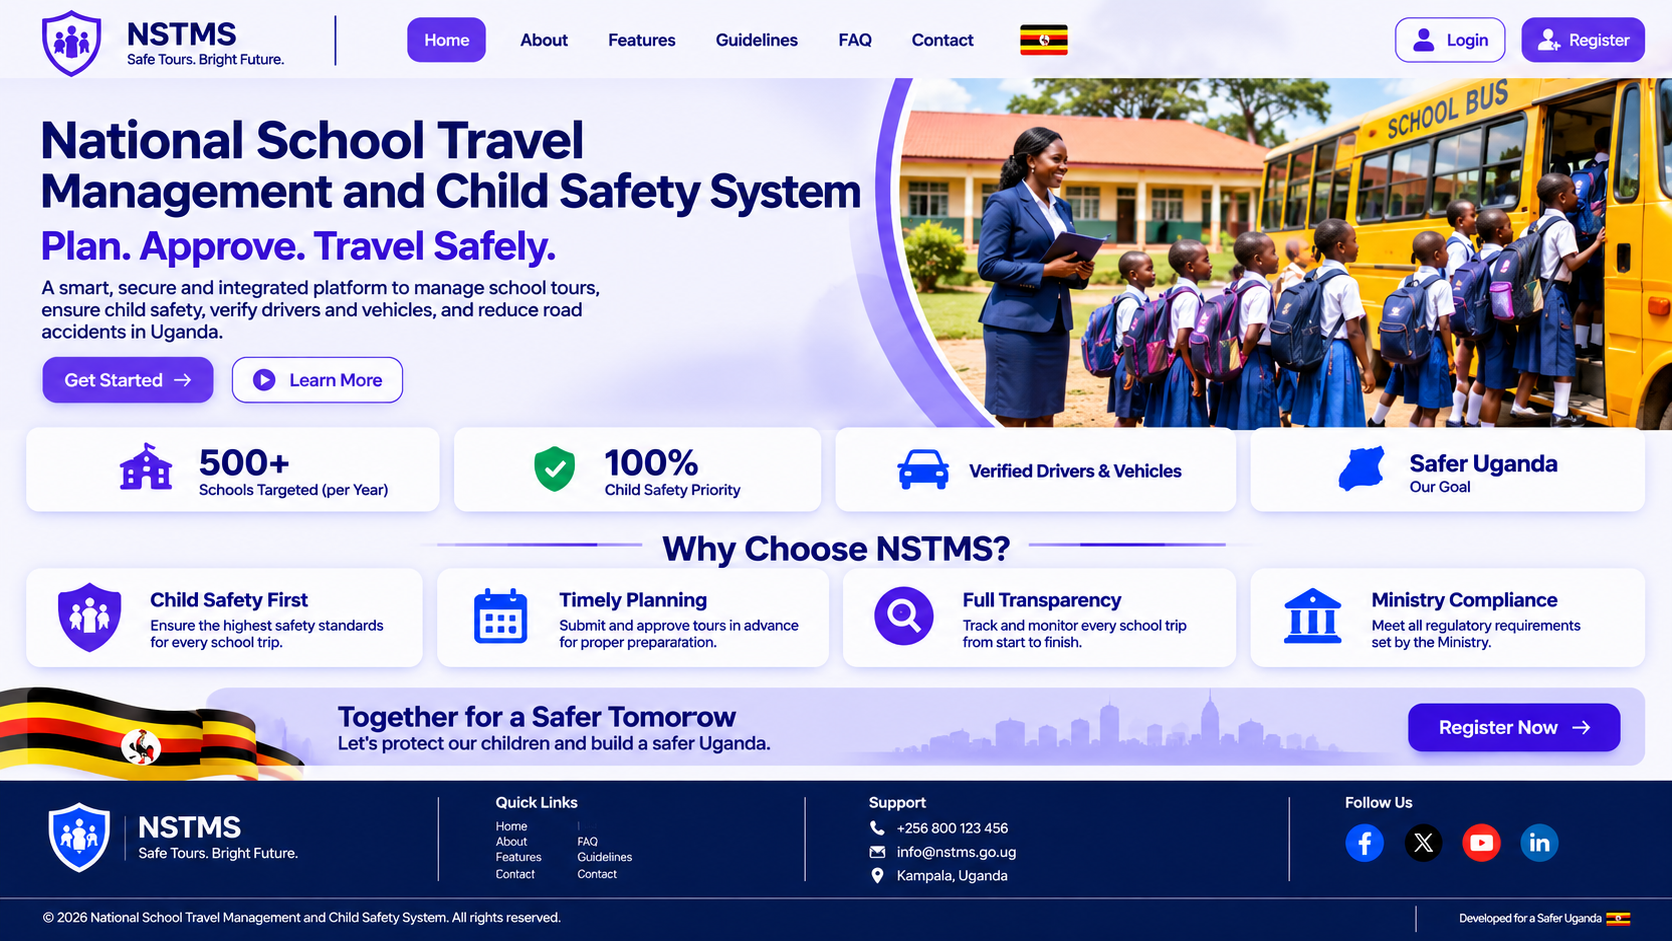 NSTMS
Safe Tours. Bright Future.
Home
About
Features
Guidelines
FAQ
Contact
Login
Register
National School Travel
Management and Child Safety System
Plan. Approve. Travel Safely.
A smart, secure and integrated platform to manage school tours,
ensure child safety, verify drivers and vehicles, and reduce road
accidents in Uganda.
Get Started
Learn More
SCHOOL BUS
500+
Schools Targeted (per Year)
100%
Child Safety Priority
Verified Drivers & Vehicles
Safer Uganda
Our Goal
Why Choose NSTMS?
Child Safety First
Ensure the highest safety standards
for every school trip.
Timely Planning
Submit and approve tours in advance
for proper preparation.
Full Transparency
Track and monitor every school trip
from start to finish.
Ministry Compliance
Meet all regulatory requirements
set by the Ministry.
Together for a Safer Tomorrow
Let's protect our children and build a safer Uganda.
Register Now
NSTMS
Safe Tours. Bright Future.
Quick Links
Home
About
Features
Contact
FAQ
Guidelines
Contact
Support
+256 800 123 456
info@nstms.go.ug
Kampala, Uganda
Follow Us
© 2026 National School Travel Management and Child Safety System. All rights reserved.
Developed for a Safer Uganda